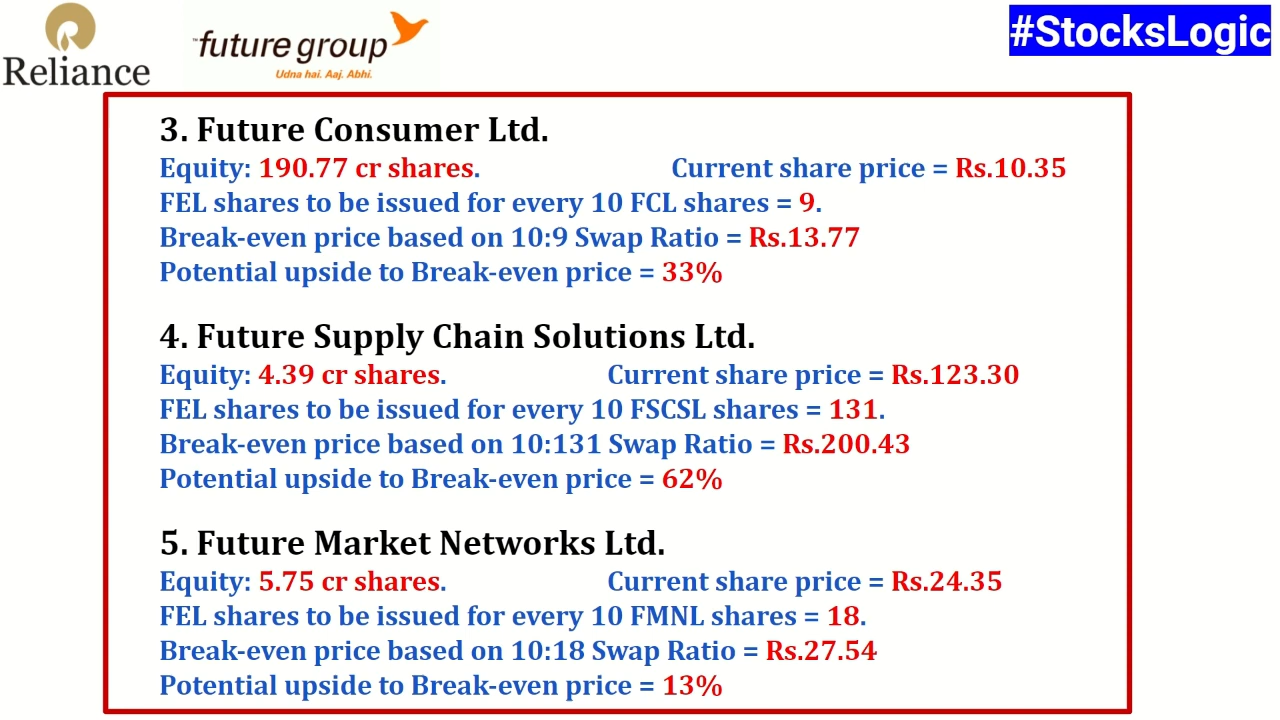 Reliance
™future group
Udna hai. Aaj. Abhi.
#StocksLogic
3. Future Consumer Ltd.
Equity: 190.77 cr shares. Current share price = Rs.10.35
FEL shares to be issued for every 10 FCL shares = 9.
Break-even price based on 10:9 Swap Ratio = Rs.13.77
Potential upside to Break-even price = 33%
4. Future Supply Chain Solutions Ltd.
Equity: 4.39 cr shares. Current share price = Rs.123.30
FEL shares to be issued for every 10 FSCSL shares = 131.
Break-even price based on 10:131 Swap Ratio = Rs.200.43
Potential upside to Break-even price = 62%
5. Future Market Networks Ltd.
Equity: 5.75 cr shares. Current share price = Rs.24.35
FEL shares to be issued for every 10 FMNL shares = 18.
Break-even price based on 10:18 Swap Ratio = Rs.27.54
Potential upside to Break-even price = 13%